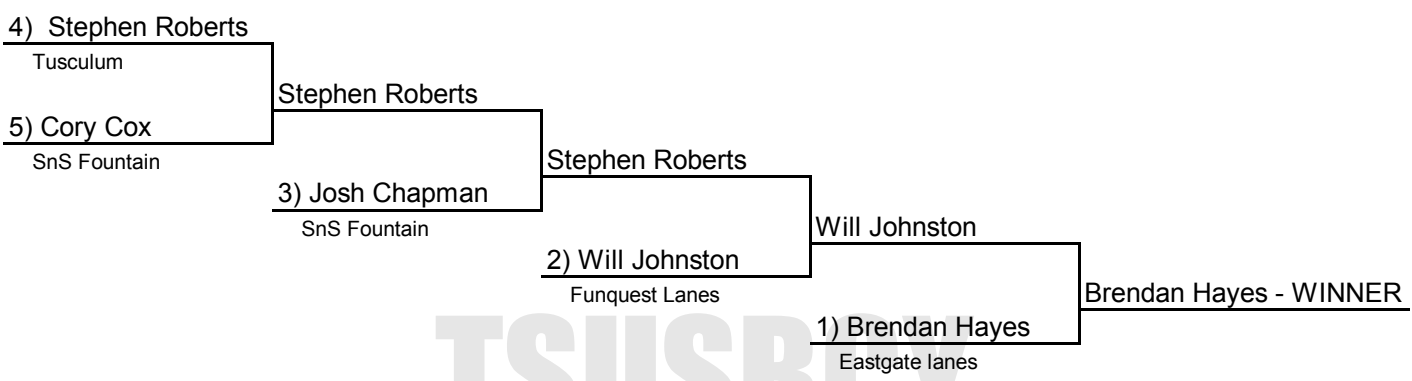 4)  Stephen Roberts
Tusculum
Stephen Roberts
5) Cory Cox
SnS Fountain
Stephen Roberts
3) Josh Chapman
SnS Fountain
Will Johnston
2) Will Johnston
Funquest Lanes
Brendan Hayes - WINNER
1) Brendan Hayes
Eastgate lanes